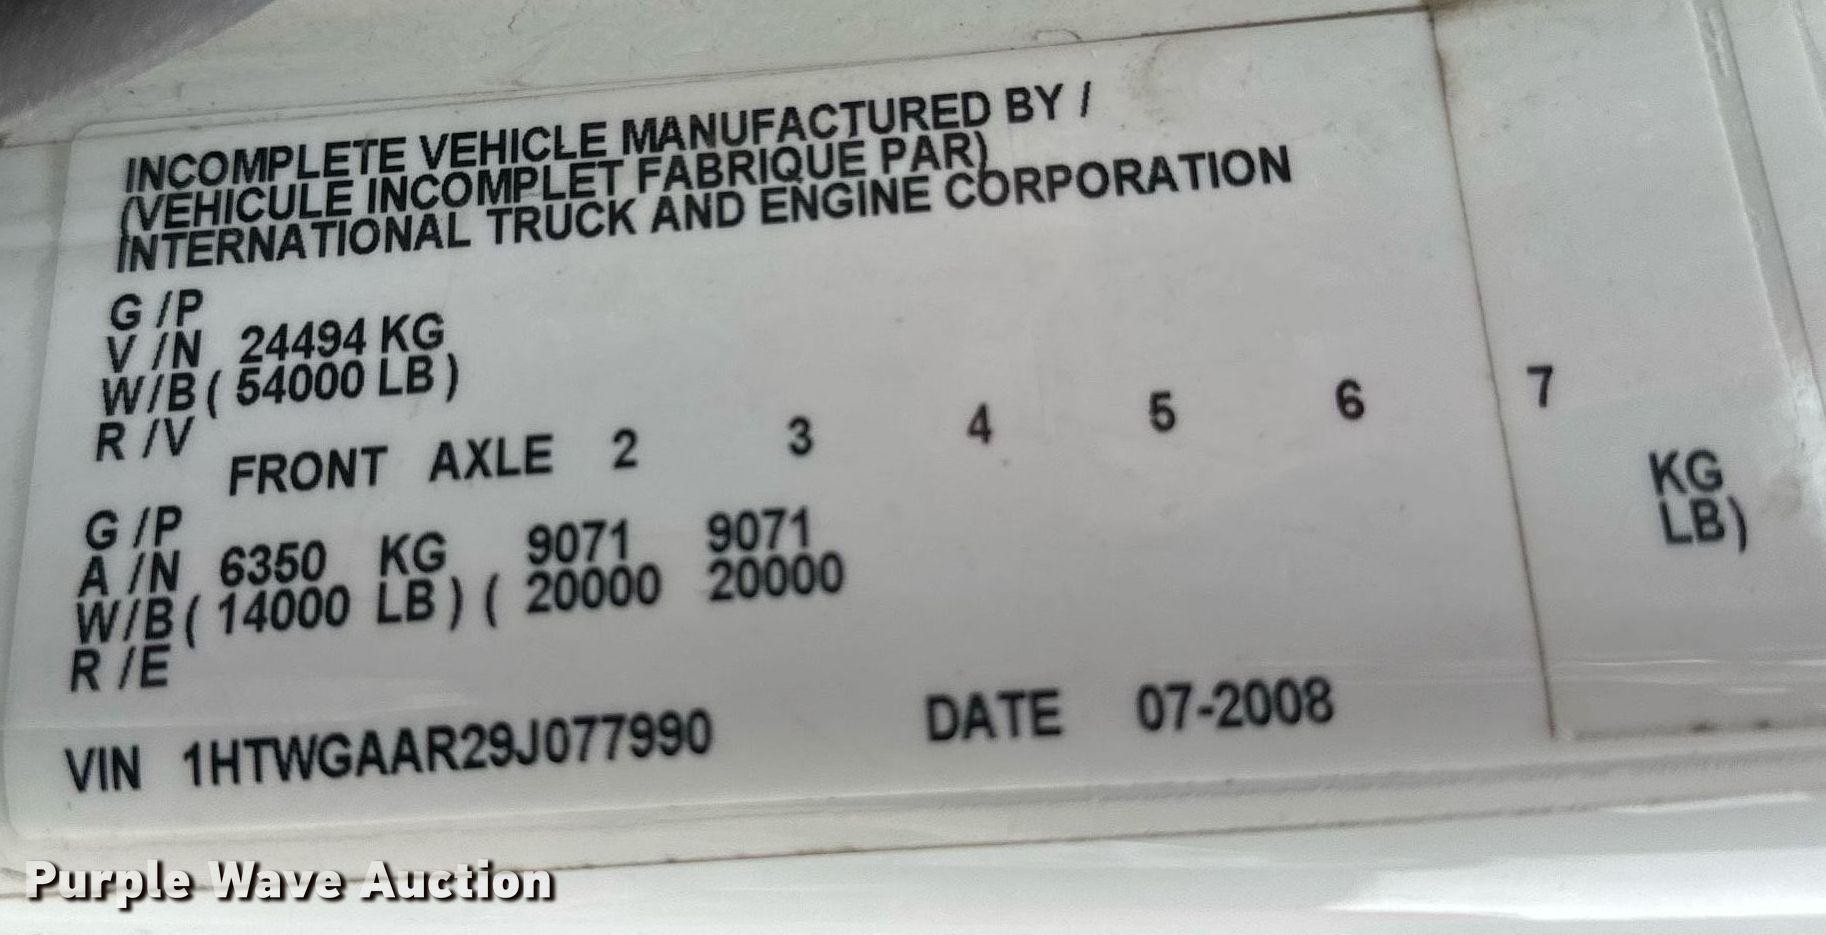 INCOMPLETE VEHICLE MANUFACTURED BY /
(VEHICULE INCOMPLET FABRIQUE PAR)
INTERNATIONAL TRUCK AND ENGINE CORPORATION
G /P
V /N 24494 KG
W/B ( 54000 LB )
R /V
FRONT AXLE 2 3 4 5 6 7
G /P
A /N 6350 KG 9071 9071 KG
W/B ( 14000 LB ) ( 20000 20000 LB )
R /E
VIN 1HTWGAAR29J077990 DATE 07-2008
Purple Wave Auction